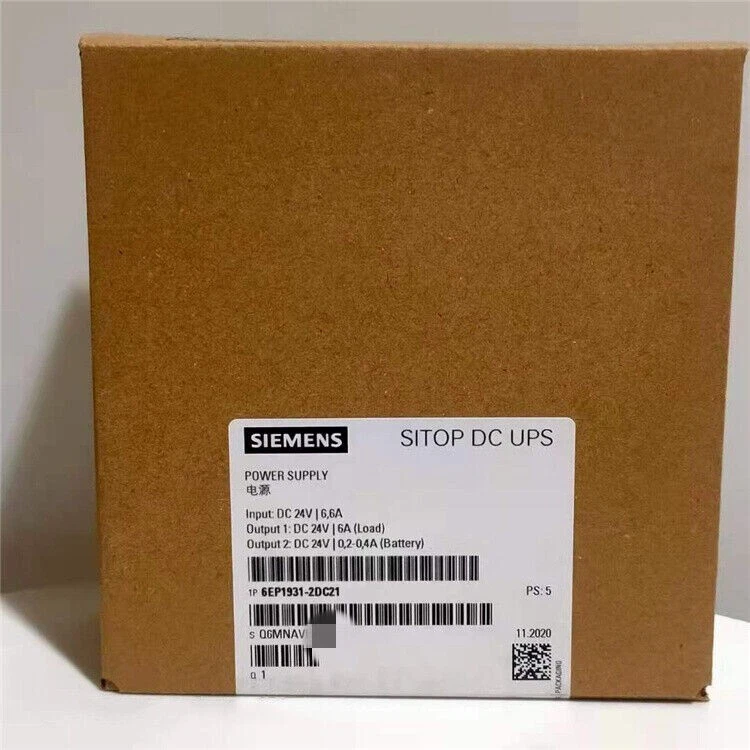 SIEMENS SITOP DC UPS
POWER SUPPLY
电源
Input: DC 24V | 6,6A
Output 1: DC 24V | 6A (Load)
Output 2: DC 24V | 0,2-0,4A (Battery)
1P 6EP1931-2DC21 PS: 5
S Q6MNAV
11.2020
Q 1
PACKAGING